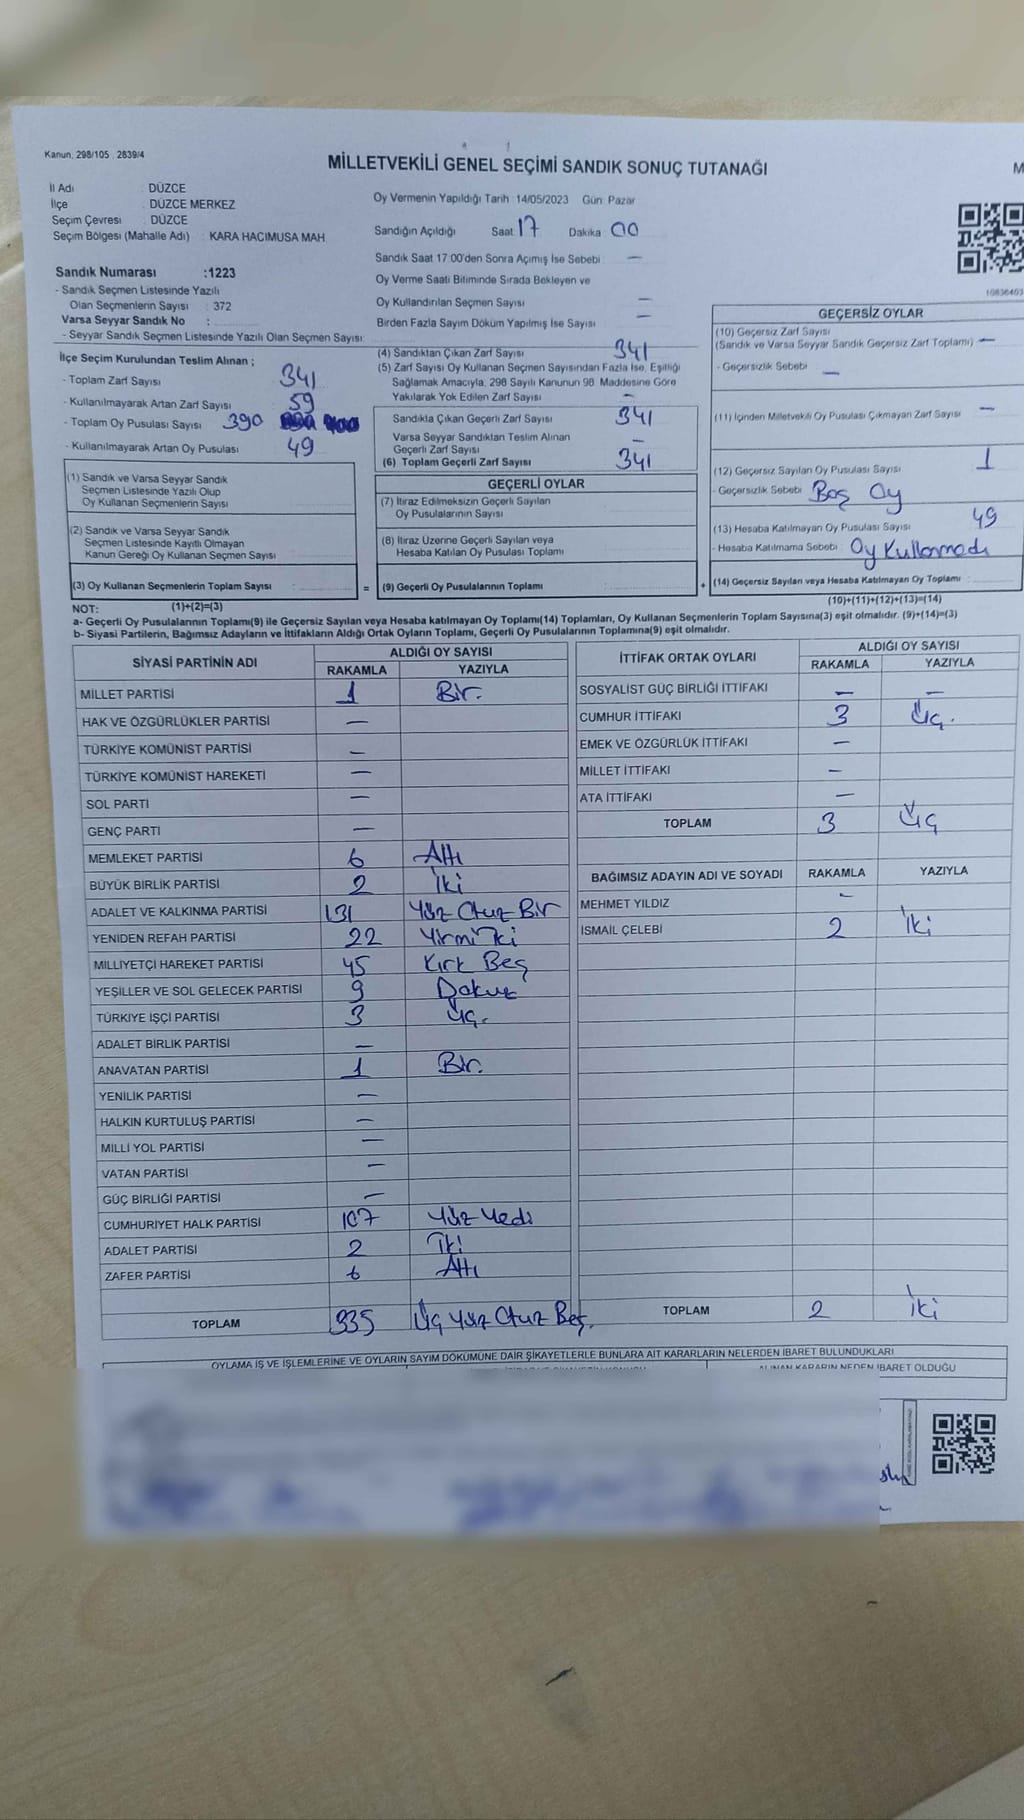 Kanun, 298/105 , 2839/4
MİLLETVEKİLİ GENEL SEÇİMİ SANDIK SONUÇ TUTANAĞI
M
İl Adı : DÜZCE
İlçe : DÜZCE MERKEZ
Seçim Çevresi : DÜZCE
Seçim Bölgesi (Mahalle Adı) : KARA HACIMUSA MAH
Sandık Numarası :1223
- Sandık Seçmen Listesinde Yazılı
Olan Seçmenlerin Sayısı : 372
Varsa Seyyar Sandık No :
- Seyyar Sandık Seçmen Listesinde Yazılı Olan Seçmen Sayısı:
Oy Vermenin Yapıldığı Tarih :14/05/2023 Gün: Pazar
Sandığın Açıldığı Saat 17 Dakika 00
Sandık Saat 17:00'den Sonra Açılmış İse Sebebi : —
Oy Verme Saati Bitiminde Sırada Bekleyen ve
Oy Kullandırılan Seçmen Sayısı : —
Birden Fazla Sayım Döküm Yapılmış İse Sayısı : —
İlçe Seçim Kurulundan Teslim Alınan ;
- Toplam Zarf Sayısı : 341
- Kullanılmayarak Artan Zarf Sayısı : 59
- Toplam Oy Pusulası Sayısı : 390
- Kullanılmayarak Artan Oy Pusulası : 49
(4) Sandıktan Çıkan Zarf Sayısı : 341
(5) Zarf Sayısı Oy Kullanan Seçmen Sayısından Fazla İse, Eşitliği
Sağlamak Amacıyla, 298 Sayılı Kanunun 98. Maddesine Göre
Yakılarak Yok Edilen Zarf Sayısı : —
Sandıkta Çıkan Geçerli Zarf Sayısı : 341
Varsa Seyyar Sandıktan Teslim Alınan
Geçerli Zarf Sayısı : —
(6) Toplam Geçerli Zarf Sayısı : 341
GEÇERSİZ OYLAR
(10) Geçersiz Zarf Sayısı
(Sandık ve Varsa Seyyar Sandık Geçersiz Zarf Toplamı) : —
- Geçersizlik Sebebi : —
(11) İçinden Milletvekili Oy Pusulası Çıkmayan Zarf Sayısı : —
(12) Geçersiz Sayılan Oy Pusulası Sayısı : 1
- Geçersizlik Sebebi : Boş Oy
(13) Hesaba Katılmayan Oy Pusulası Sayısı : 49
- Hesaba Katılmama Sebebi : Oy Kullanmadı
(14) Geçersiz Sayılan veya Hesaba Katılmayan Oy Toplamı :
(10)+(11)+(12)+(13)=(14)
(1) Sandık ve Varsa Seyyar Sandık
Seçmen Listesinde Yazılı Olup
Oy Kullanan Seçmenlerin Sayısı :
(2) Sandık ve Varsa Seyyar Sandık
Seçmen Listesinde Kayıtlı Olmayan
Kanun Gereği Oy Kullanan Seçmen Sayısı :
(3) Oy Kullanan Seçmenlerin Toplam Sayısı : =
(1)+(2)=(3)
GEÇERLİ OYLAR
(7) İtiraz Edilmeksizin Geçerli Sayılan
Oy Pusulalarının Sayısı :
(8) İtiraz Üzerine Geçerli Sayılan veya
Hesaba Katılan Oy Pusulası Toplamı :
(9) Geçerli Oy Pusulalarının Toplamı : +
NOT:
a- Geçerli Oy Pusulalarının Toplamı(9) ile Geçersiz Sayılan veya Hesaba katılmayan Oy Toplamı(14) Toplamları, Oy Kullanan Seçmenlerin Toplam Sayısına(3) eşit olmalıdır. (9)+(14)=(3)
b- Siyasi Partilerin, Bağımsız Adayların ve İttifakların Aldığı Ortak Oyların Toplamı, Geçerli Oy Pusulalarının Toplamına(9) eşit olmalıdır.
SİYASİ PARTİNİN ADI ALDIĞI OY SAYISI
RAKAMLA YAZIYLA
MİLLET PARTİSİ 1 Bir.
HAK VE ÖZGÜRLÜKLER PARTİSİ —
TÜRKİYE KOMÜNİST PARTİSİ —
TÜRKİYE KOMÜNİST HAREKETİ —
SOL PARTİ —
GENÇ PARTİ —
MEMLEKET PARTİSİ 6 Altı
BÜYÜK BİRLİK PARTİSİ 2 İki
ADALET VE KALKINMA PARTİSİ 131 Yüz Otuz Bir
YENİDEN REFAH PARTİSİ 22 Yirmi İki
MİLLİYETÇİ HAREKET PARTİSİ 45 Kırk Beş
YEŞİLLER VE SOL GELECEK PARTİSİ 9 Dokuz
TÜRKİYE İŞÇİ PARTİSİ 3 Üç.
ADALET BİRLİK PARTİSİ —
ANAVATAN PARTİSİ 1 Bir.
YENİLİK PARTİSİ —
HALKIN KURTULUŞ PARTİSİ —
MİLLİ YOL PARTİSİ —
VATAN PARTİSİ —
GÜÇ BİRLİĞİ PARTİSİ —
CUMHURİYET HALK PARTİSİ 107 Yüz Yedi
ADALET PARTİSİ 2 İki
ZAFER PARTİSİ 6 Altı
TOPLAM 335 Üç Yüz Otuz Beş.
İTTİFAK ORTAK OYLARI ALDIĞI OY SAYISI
RAKAMLA YAZIYLA
SOSYALİST GÜÇ BİRLİĞİ İTTİFAKI — —
CUMHUR İTTİFAKI 3 Üç.
EMEK VE ÖZGÜRLÜK İTTİFAKI —
MİLLET İTTİFAKI —
ATA İTTİFAKI —
TOPLAM 3 Üç
BAĞIMSIZ ADAYIN ADI VE SOYADI RAKAMLA YAZIYLA
MEHMET YILDIZ -
İSMAİL ÇELEBİ 2 İki
TOPLAM 2 İki
OYLAMA İŞ VE İŞLEMLERİNE VE OYLARIN SAYIM DÖKÜMÜNE DAİR ŞİKAYETLERLE BUNLARA AİT KARARLARIN NELERDEN İBARET BULUNDUKLARI
ALINAN KARARIN NEDEN İBARET OLDUĞU